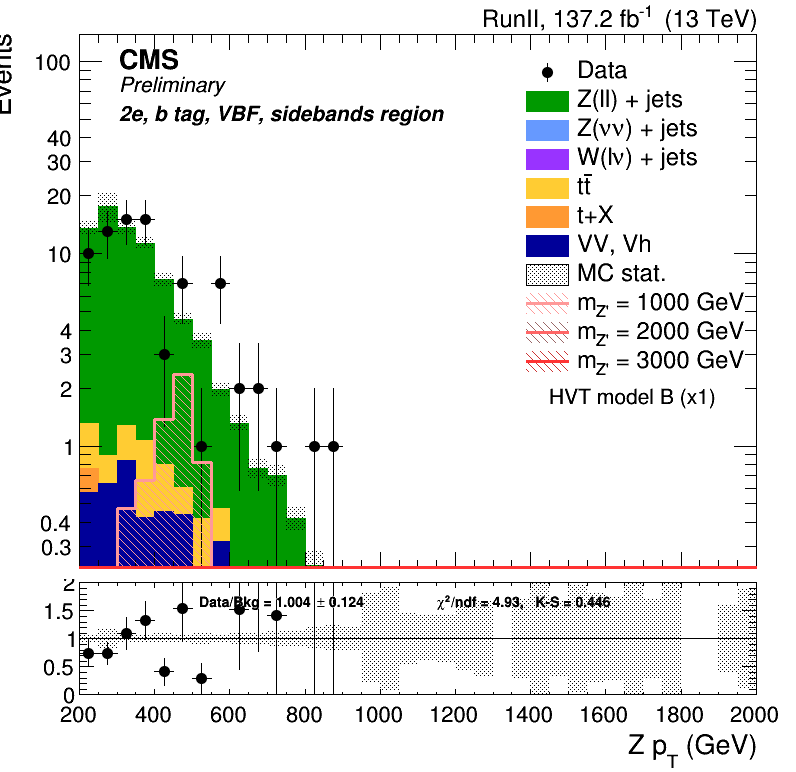 RunII, 137.2 fb⁻¹ (13 TeV)
Events
CMS
Preliminary
2e, b tag, VBF, sidebands region
Data
Z(ll) + jets
Z(νν) + jets
W(lν) + jets
tt̄
t+X
VV, Vh
MC stat.
m_Z' = 1000 GeV
m_Z' = 2000 GeV
m_Z' = 3000 GeV
HVT model B (x1)
100
40
30
20
10
4
3
2
1
0.4
0.3
Data/Bkg = 1.004 ± 0.124
χ²/ndf = 4.93, K-S = 0.446
2
1.5
1
0.5
0
200 400 600 800 1000 1200 1400 1600 1800 2000
Z p_T (GeV)